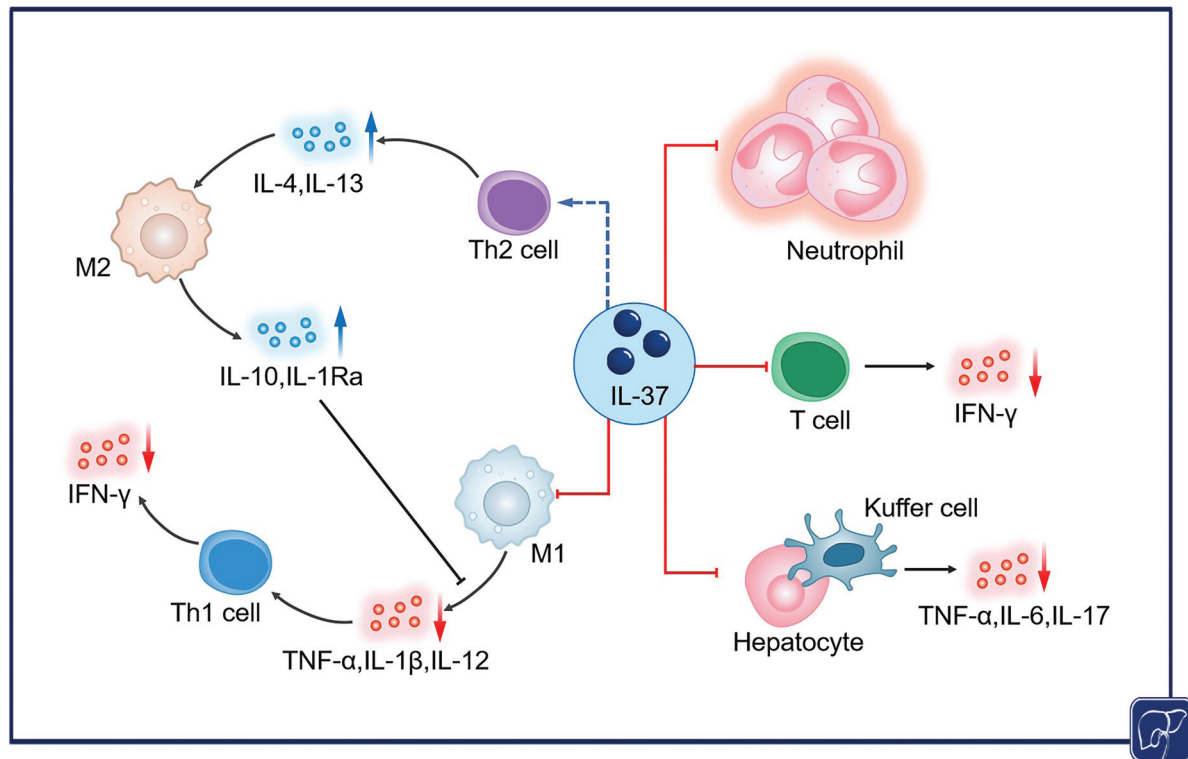 IL-4,IL-13
Th2 cell
M2
Neutrophil
IL-10,IL-1Ra
IL-37
T cell
IFN-γ
IFN-γ
M1
Kuffer cell
Th1 cell
TNF-α,IL-1β,IL-12
Hepatocyte
TNF-α,IL-6,IL-17